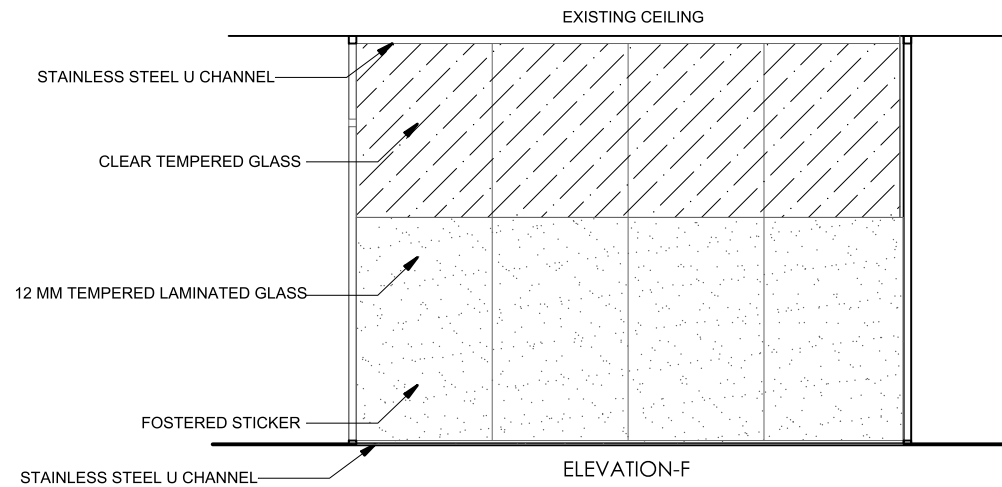 EXISTING CEILING
STAINLESS STEEL U CHANNEL
CLEAR TEMPERED GLASS
12 MM TEMPERED LAMINATED GLASS
FOSTERED STICKER
STAINLESS STEEL U CHANNEL
ELEVATION-F